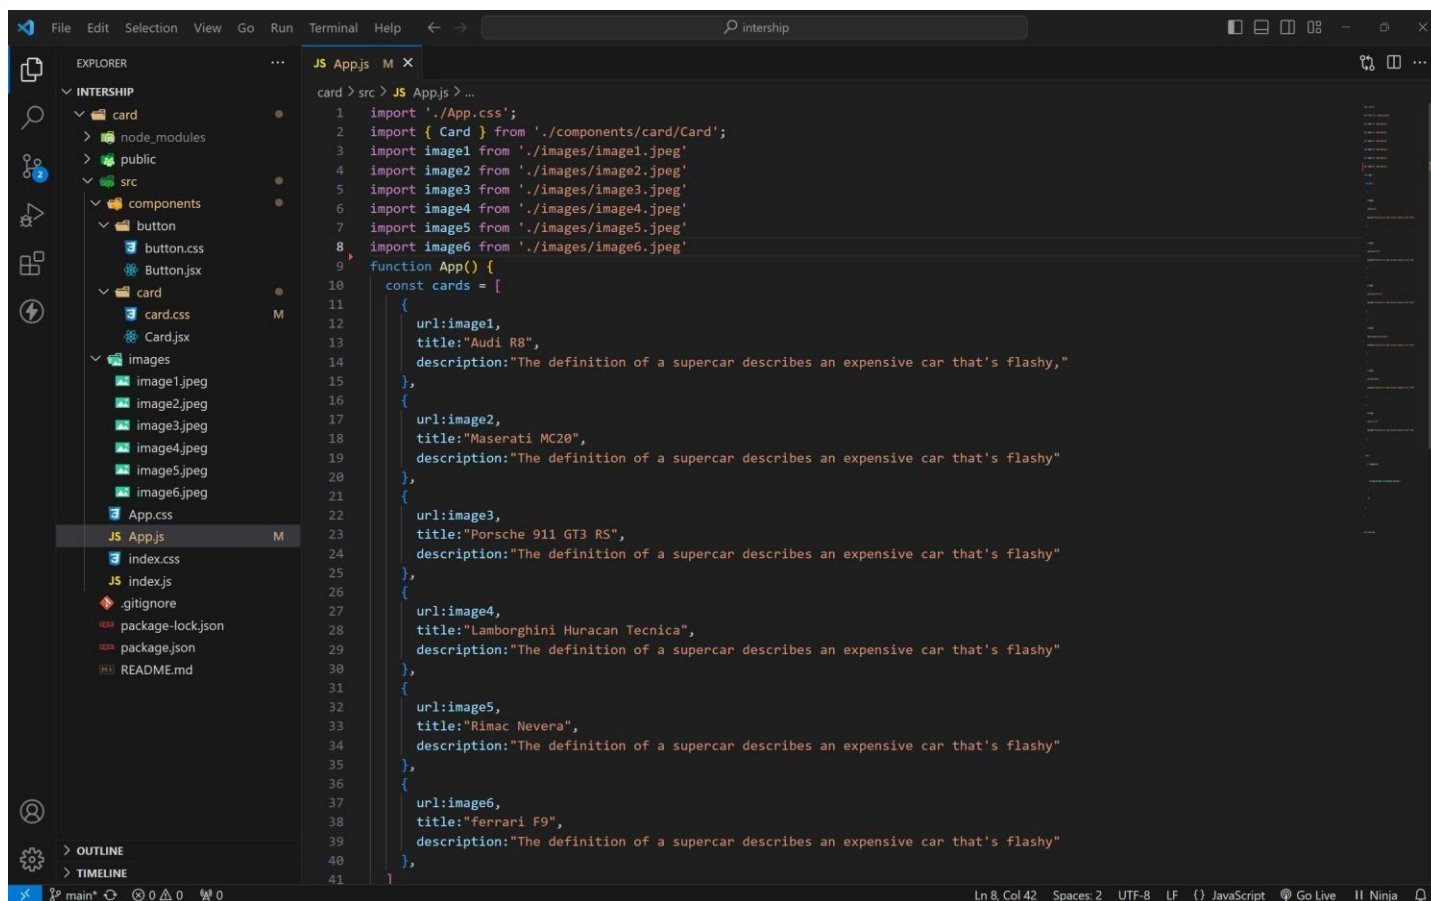 File Edit Selection View Go Run Terminal Help
intership
EXPLORER
INTERSHIP
card
node_modules
public
src
components
button
button.css
Button.jsx
card
card.css M
Card.jsx
images
image1.jpeg
image2.jpeg
image3.jpeg
image4.jpeg
image5.jpeg
image6.jpeg
App.css
JS App.js M
index.css
JS index.js
.gitignore
package-lock.json
package.json
README.md
OUTLINE
TIMELINE
2
JS App.js M
card > src > JS App.js > ...
1 import './App.css';
2 import { Card } from './components/card/Card';
3 import image1 from './images/image1.jpeg'
4 import image2 from './images/image2.jpeg'
5 import image3 from './images/image3.jpeg'
6 import image4 from './images/image4.jpeg'
7 import image5 from './images/image5.jpeg'
8 import image6 from './images/image6.jpeg'
9 function App() {
10 const cards = [
11 {
12 url:image1,
13 title:"Audi R8",
14 description:"The definition of a supercar describes an expensive car that's flashy,"
15 },
16 {
17 url:image2,
18 title:"Maserati MC20",
19 description:"The definition of a supercar describes an expensive car that's flashy"
20 },
21 {
22 url:image3,
23 title:"Porsche 911 GT3 RS",
24 description:"The definition of a supercar describes an expensive car that's flashy"
25 },
26 {
27 url:image4,
28 title:"Lamborghini Huracan Tecnica",
29 description:"The definition of a supercar describes an expensive car that's flashy"
30 },
31 {
32 url:image5,
33 title:"Rimac Nevera",
34 description:"The definition of a supercar describes an expensive car that's flashy"
35 },
36 {
37 url:image6,
38 title:"ferrari F9",
39 description:"The definition of a supercar describes an expensive car that's flashy"
40 },
41 ]
main* 0 0 0 Ln 8, Col 42 Spaces: 2 UTF-8 LF {} JavaScript Go Live Ninja